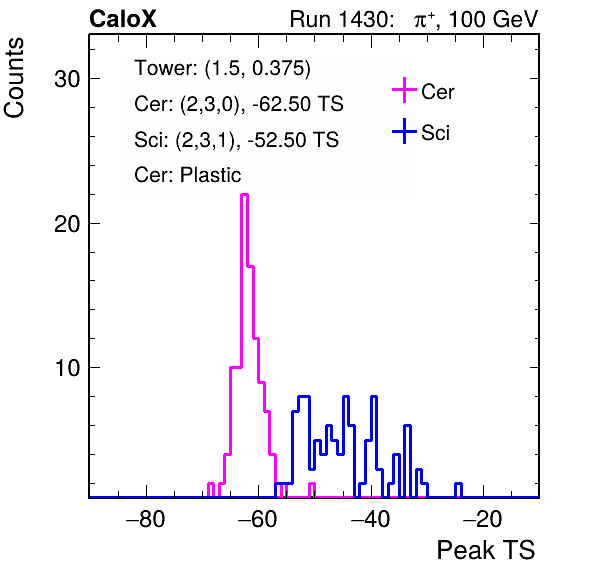 CaloX Run 1430: π⁺, 100 GeV
Counts
Tower: (1.5, 0.375)
Cer: (2,3,0), -62.50 TS
Sci: (2,3,1), -52.50 TS
Cer: Plastic
Cer
Sci
30
20
10
−80 −60 −40 −20
Peak TS